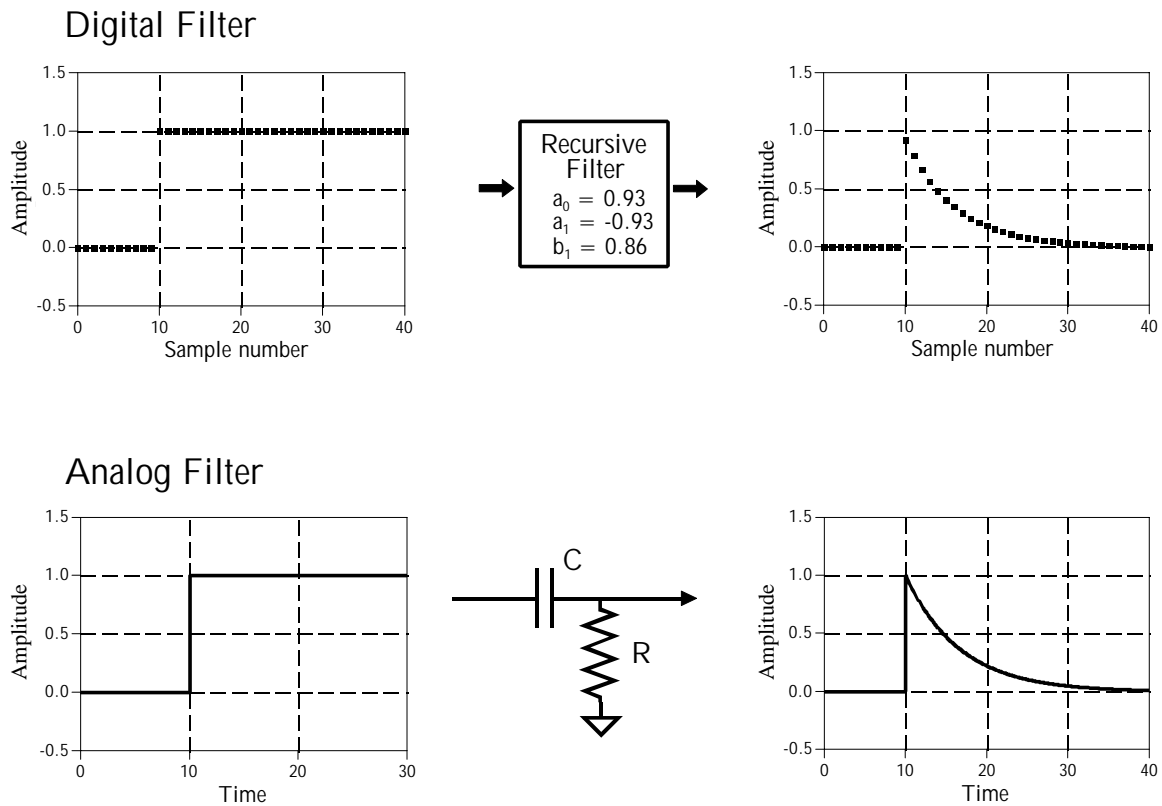 Digital Filter
Amplitude
1.5
1.0
0.5
0.0
-0.5
0 10 20 30 40
Sample number
Recursive
Filter
a₀ = 0.93
a₁ = -0.93
b₁ = 0.86
Amplitude
1.5
1.0
0.5
0.0
-0.5
0 10 20 30 40
Sample number
Analog Filter
Amplitude
1.5
1.0
0.5
0.0
-0.5
0 10 20 30
Time
C
R
Amplitude
1.5
1.0
0.5
0.0
-0.5
0 10 20 30 40
Time